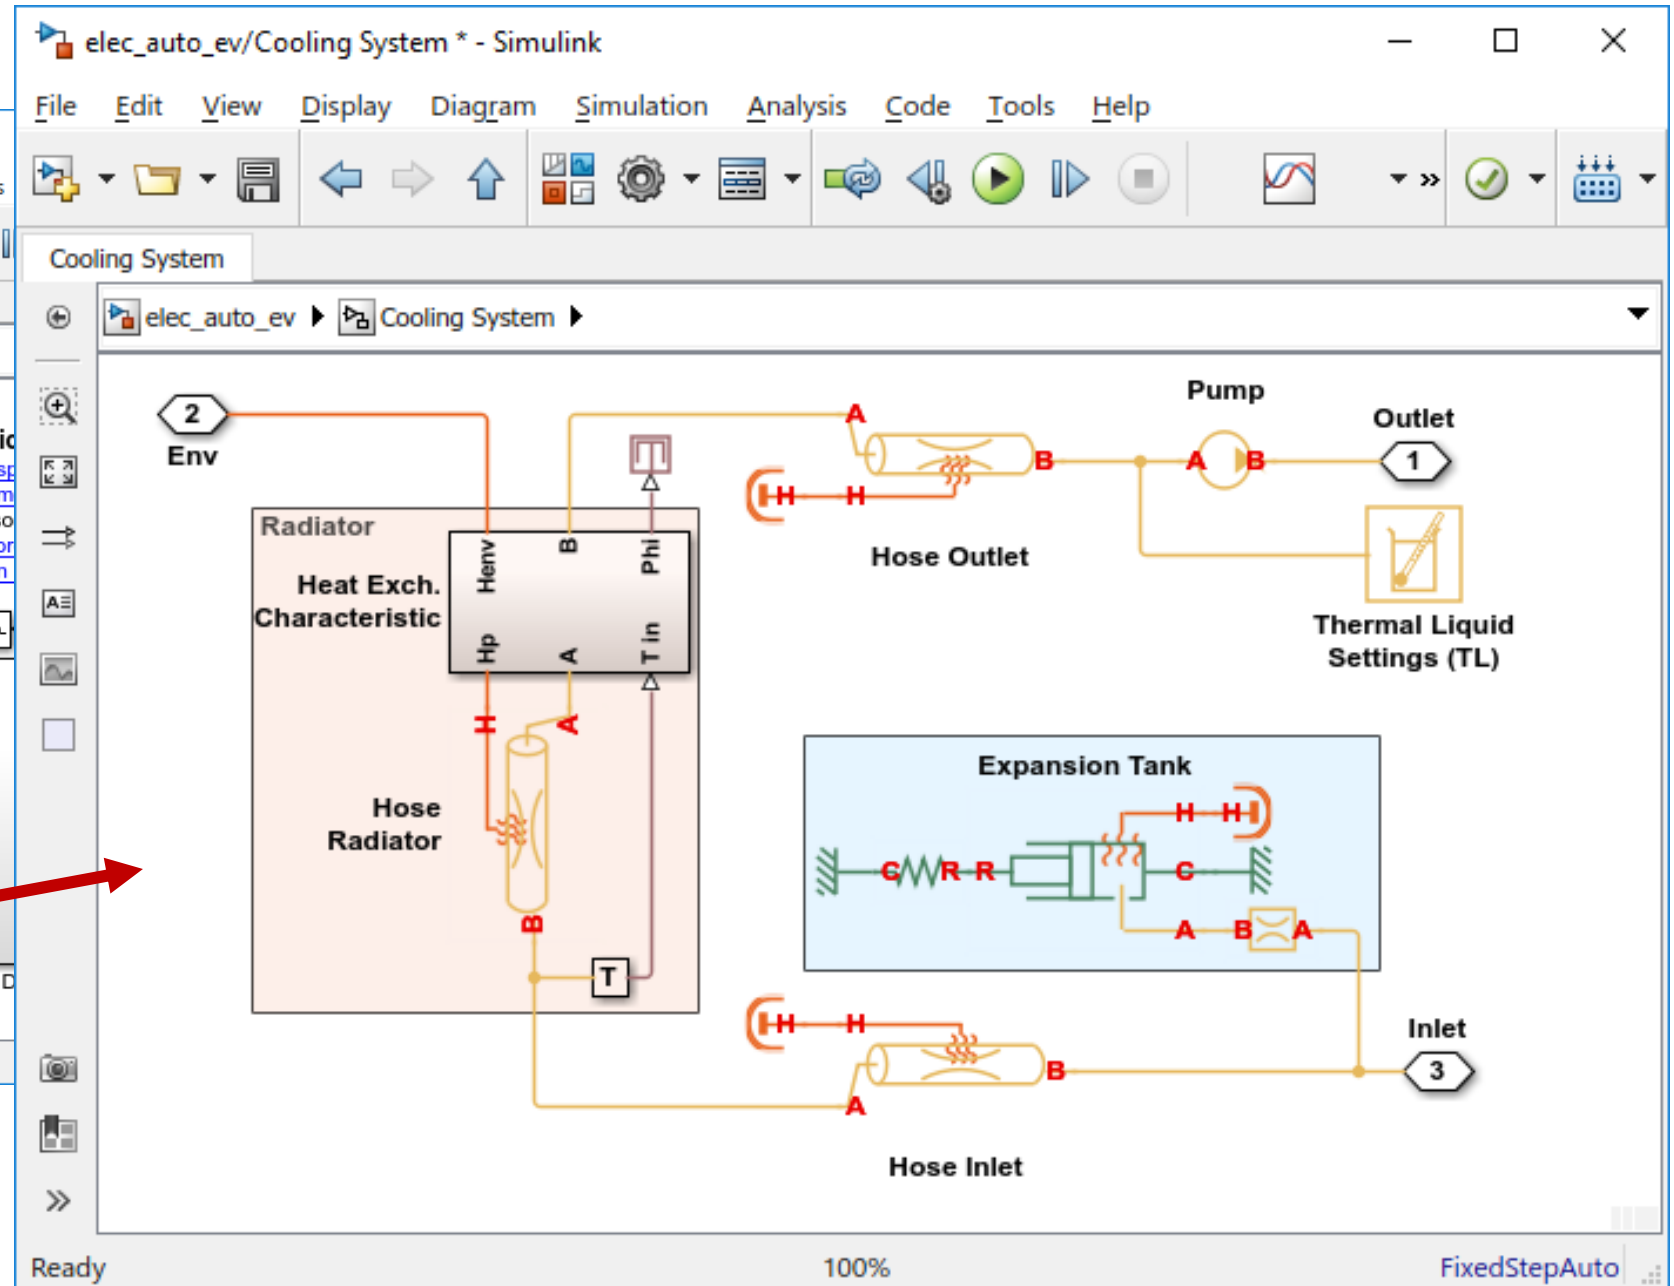 elec_auto_ev/Cooling System * - Simulink
File Edit View Display Diagram Simulation Analysis Code Tools Help
Cooling System
elec_auto_ev Cooling System
2
Env
Radiator
Heat Exch.
Characteristic
Henv
B
Phi
Hp
A
T in
H
A
Hose
Radiator
B
T
A
B
H H
Hose Outlet
Pump
A B
Outlet
1
Thermal Liquid
Settings (TL)
Expansion Tank
H H
C R R C
A B A
H H
A
B
Hose Inlet
Inlet
3
Ready 100% FixedStepAuto